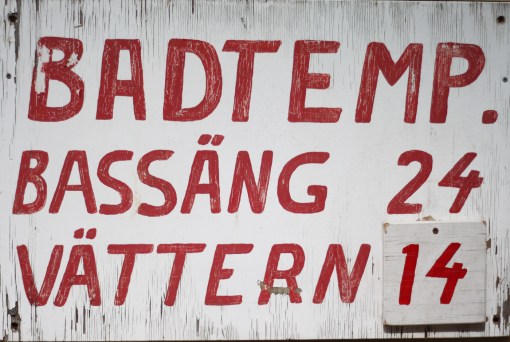 BADTEMP.
BASSÄNG 24
VÄTTERN 14